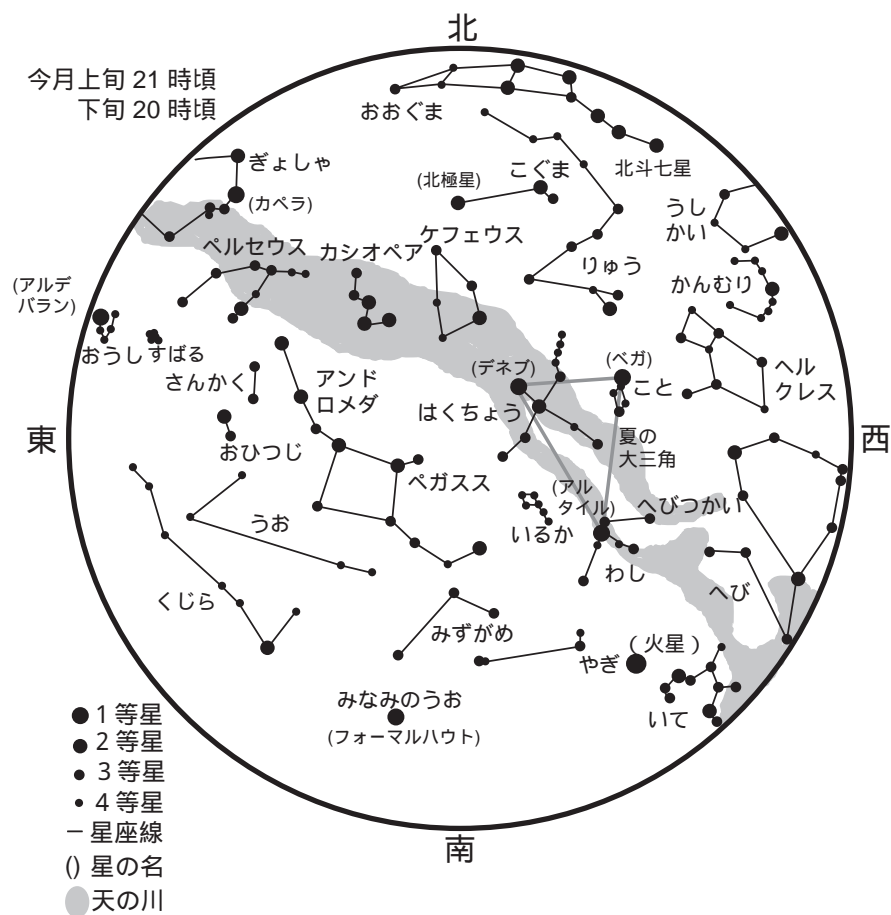 北
今月上旬 21 時頃
下旬 20 時頃
おおぐま
北斗七星
ぎょしゃ
(カペラ)
(北極星)
こぐま
うし
かい
ペルセウス
カシオペア
ケフェウス
りゅう
かんむり
(アルデ
バラン)
おうし
すばる
さんかく
アンド
ロメダ
(デネブ)
(ベガ)
こと
ヘル
クレス
はくちょう
夏の
大三角
東
西
おひつじ
ペガスス
(アル
タイル)
へびつかい
うお
いるか
わし
へび
くじら
みずがめ
やぎ
(火星)
いて
みなみのうお
(フォーマルハウト)
1 等星
2 等星
3 等星
4 等星
− 星座線
() 星の名
天の川
南